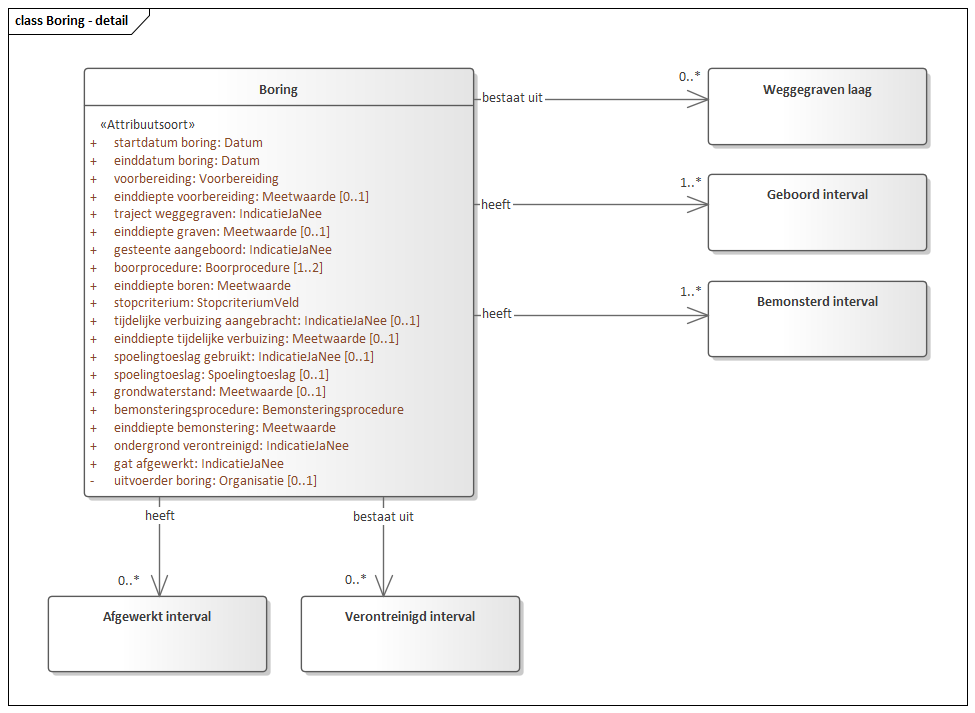 class Boring - detail
Boring
«Attribuutsoort»
+ startdatum boring: Datum
+ einddatum boring: Datum
+ voorbereiding: Voorbereiding
+ einddiepte voorbereiding: Meetwaarde [0..1]
+ traject weggegraven: IndicatieJaNee
+ einddiepte graven: Meetwaarde [0..1]
+ gesteente aangeboord: IndicatieJaNee
+ boorprocedure: Boorprocedure [1..2]
+ einddiepte boren: Meetwaarde
+ stopcriterium: StopcriteriumVeld
+ tijdelijke verbuizing aangebracht: IndicatieJaNee [0..1]
+ einddiepte tijdelijke verbuizing: Meetwaarde [0..1]
+ spoelingtoeslag gebruikt: IndicatieJaNee [0..1]
+ spoelingtoeslag: Spoelingtoeslag [0..1]
+ grondwaterstand: Meetwaarde [0..1]
+ bemonsteringsprocedure: Bemonsteringsprocedure
+ einddiepte bemonstering: Meetwaarde
+ ondergrond verontreinigd: IndicatieJaNee
+ gat afgewerkt: IndicatieJaNee
- uitvoerder boring: Organisatie [0..1]
bestaat uit
0..*
Weggegraven laag
heeft
1..*
Geboord interval
heeft
1..*
Bemonsterd interval
heeft
0..*
Afgewerkt interval
bestaat uit
0..*
Verontreinigd interval